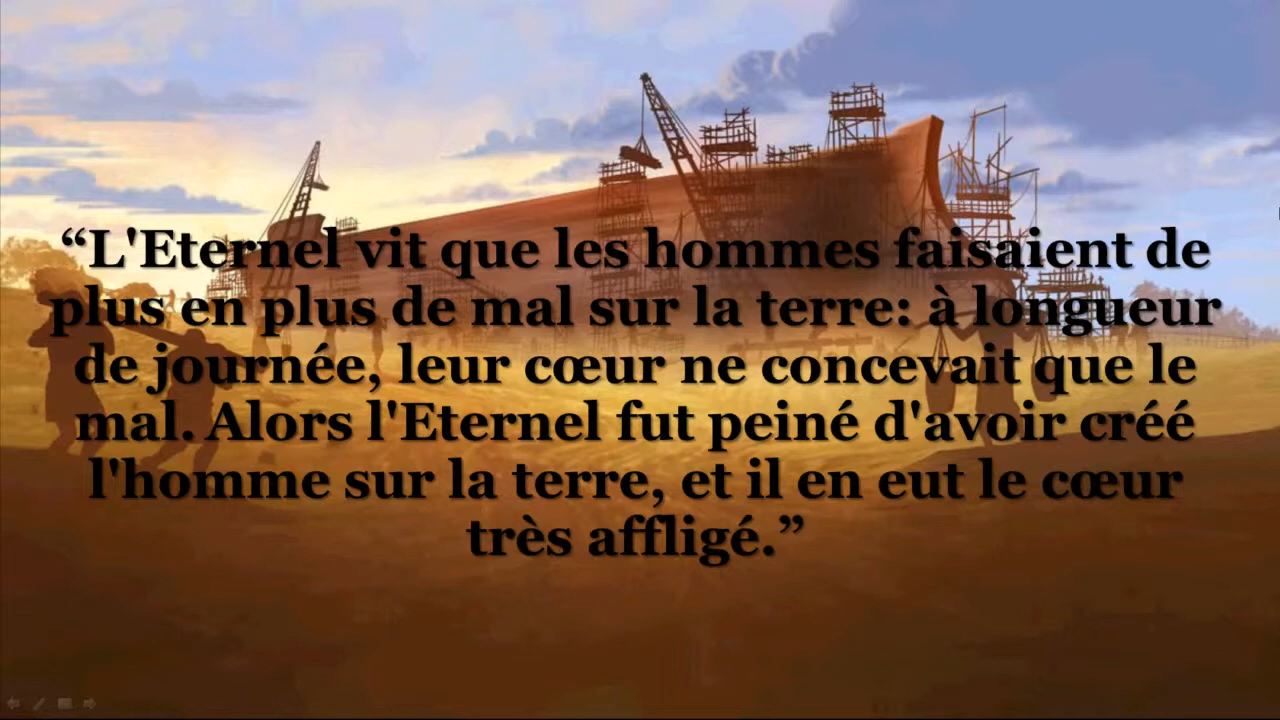 “L'Eternel vit que les hommes faisaient de
plus en plus de mal sur la terre: à longueur
de journée, leur cœur ne concevait que le
mal. Alors l'Eternel fut peiné d'avoir créé
l'homme sur la terre, et il en eut le cœur
très affligé.”